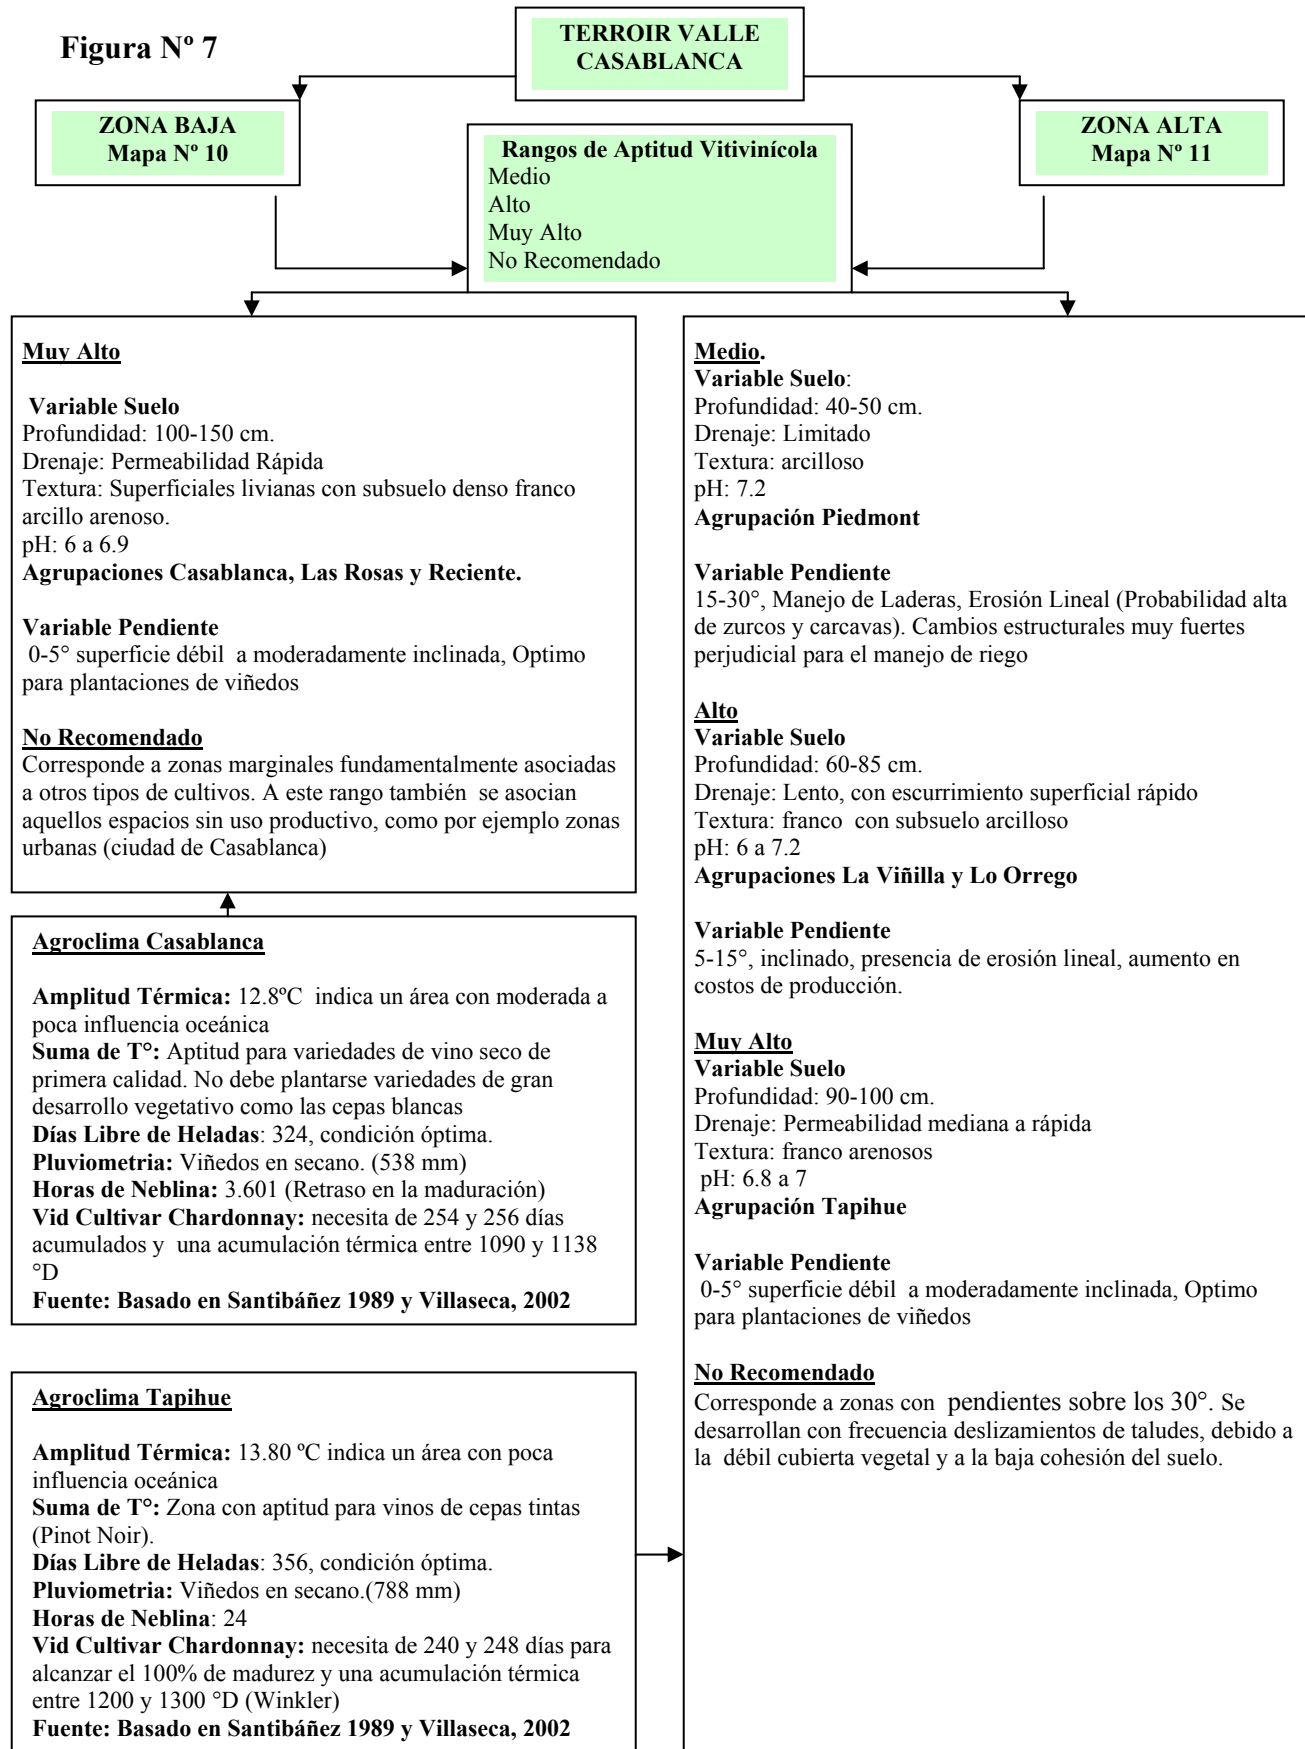 Figura Nº 7
TERROIR VALLE
CASABLANCA
ZONA BAJA
Mapa Nº 10
ZONA ALTA
Mapa Nº 11
Rangos de Aptitud Vitivinícola
Medio
Alto
Muy Alto
No Recomendado
Muy Alto
Variable Suelo
Profundidad: 100-150 cm.
Drenaje: Permeabilidad Rápida
Textura: Superficiales livianas con subsuelo denso franco
arcillo arenoso.
pH: 6 a 6.9
Agrupaciones Casablanca, Las Rosas y Reciente.
Variable Pendiente
0-5° superficie débil a moderadamente inclinada, Optimo
para plantaciones de viñedos
No Recomendado
Corresponde a zonas marginales fundamentalmente asociadas
a otros tipos de cultivos. A este rango también se asocian
aquellos espacios sin uso productivo, como por ejemplo zonas
urbanas (ciudad de Casablanca)
Agroclima Casablanca
Amplitud Térmica: 12.8ºC indica un área con moderada a
poca influencia oceánica
Suma de T°: Aptitud para variedades de vino seco de
primera calidad. No debe plantarse variedades de gran
desarrollo vegetativo como las cepas blancas
Días Libre de Heladas: 324, condición óptima.
Pluviometria: Viñedos en secano. (538 mm)
Horas de Neblina: 3.601 (Retraso en la maduración)
Vid Cultivar Chardonnay: necesita de 254 y 256 días
acumulados y una acumulación térmica entre 1090 y 1138
°D
Fuente: Basado en Santibáñez 1989 y Villaseca, 2002
Agroclima Tapihue
Amplitud Térmica: 13.80 ºC indica un área con poca
influencia oceánica
Suma de T°: Zona con aptitud para vinos de cepas tintas
(Pinot Noir).
Días Libre de Heladas: 356, condición óptima.
Pluviometria: Viñedos en secano.(788 mm)
Horas de Neblina: 24
Vid Cultivar Chardonnay: necesita de 240 y 248 días para
alcanzar el 100% de madurez y una acumulación térmica
entre 1200 y 1300 °D (Winkler)
Fuente: Basado en Santibáñez 1989 y Villaseca, 2002
Medio.
Variable Suelo:
Profundidad: 40-50 cm.
Drenaje: Limitado
Textura: arcilloso
pH: 7.2
Agrupación Piedmont
Variable Pendiente
15-30°, Manejo de Laderas, Erosión Lineal (Probabilidad alta
de zurcos y carcavas). Cambios estructurales muy fuertes
perjudicial para el manejo de riego
Alto
Variable Suelo
Profundidad: 60-85 cm.
Drenaje: Lento, con escurrimiento superficial rápido
Textura: franco con subsuelo arcilloso
pH: 6 a 7.2
Agrupaciones La Viñilla y Lo Orrego
Variable Pendiente
5-15°, inclinado, presencia de erosión lineal, aumento en
costos de producción.
Muy Alto
Variable Suelo
Profundidad: 90-100 cm.
Drenaje: Permeabilidad mediana a rápida
Textura: franco arenosos
pH: 6.8 a 7
Agrupación Tapihue
Variable Pendiente
0-5° superficie débil a moderadamente inclinada, Optimo
para plantaciones de viñedos
No Recomendado
Corresponde a zonas con pendientes sobre los 30°. Se
desarrollan con frecuencia deslizamientos de taludes, debido a
la débil cubierta vegetal y a la baja cohesión del suelo.